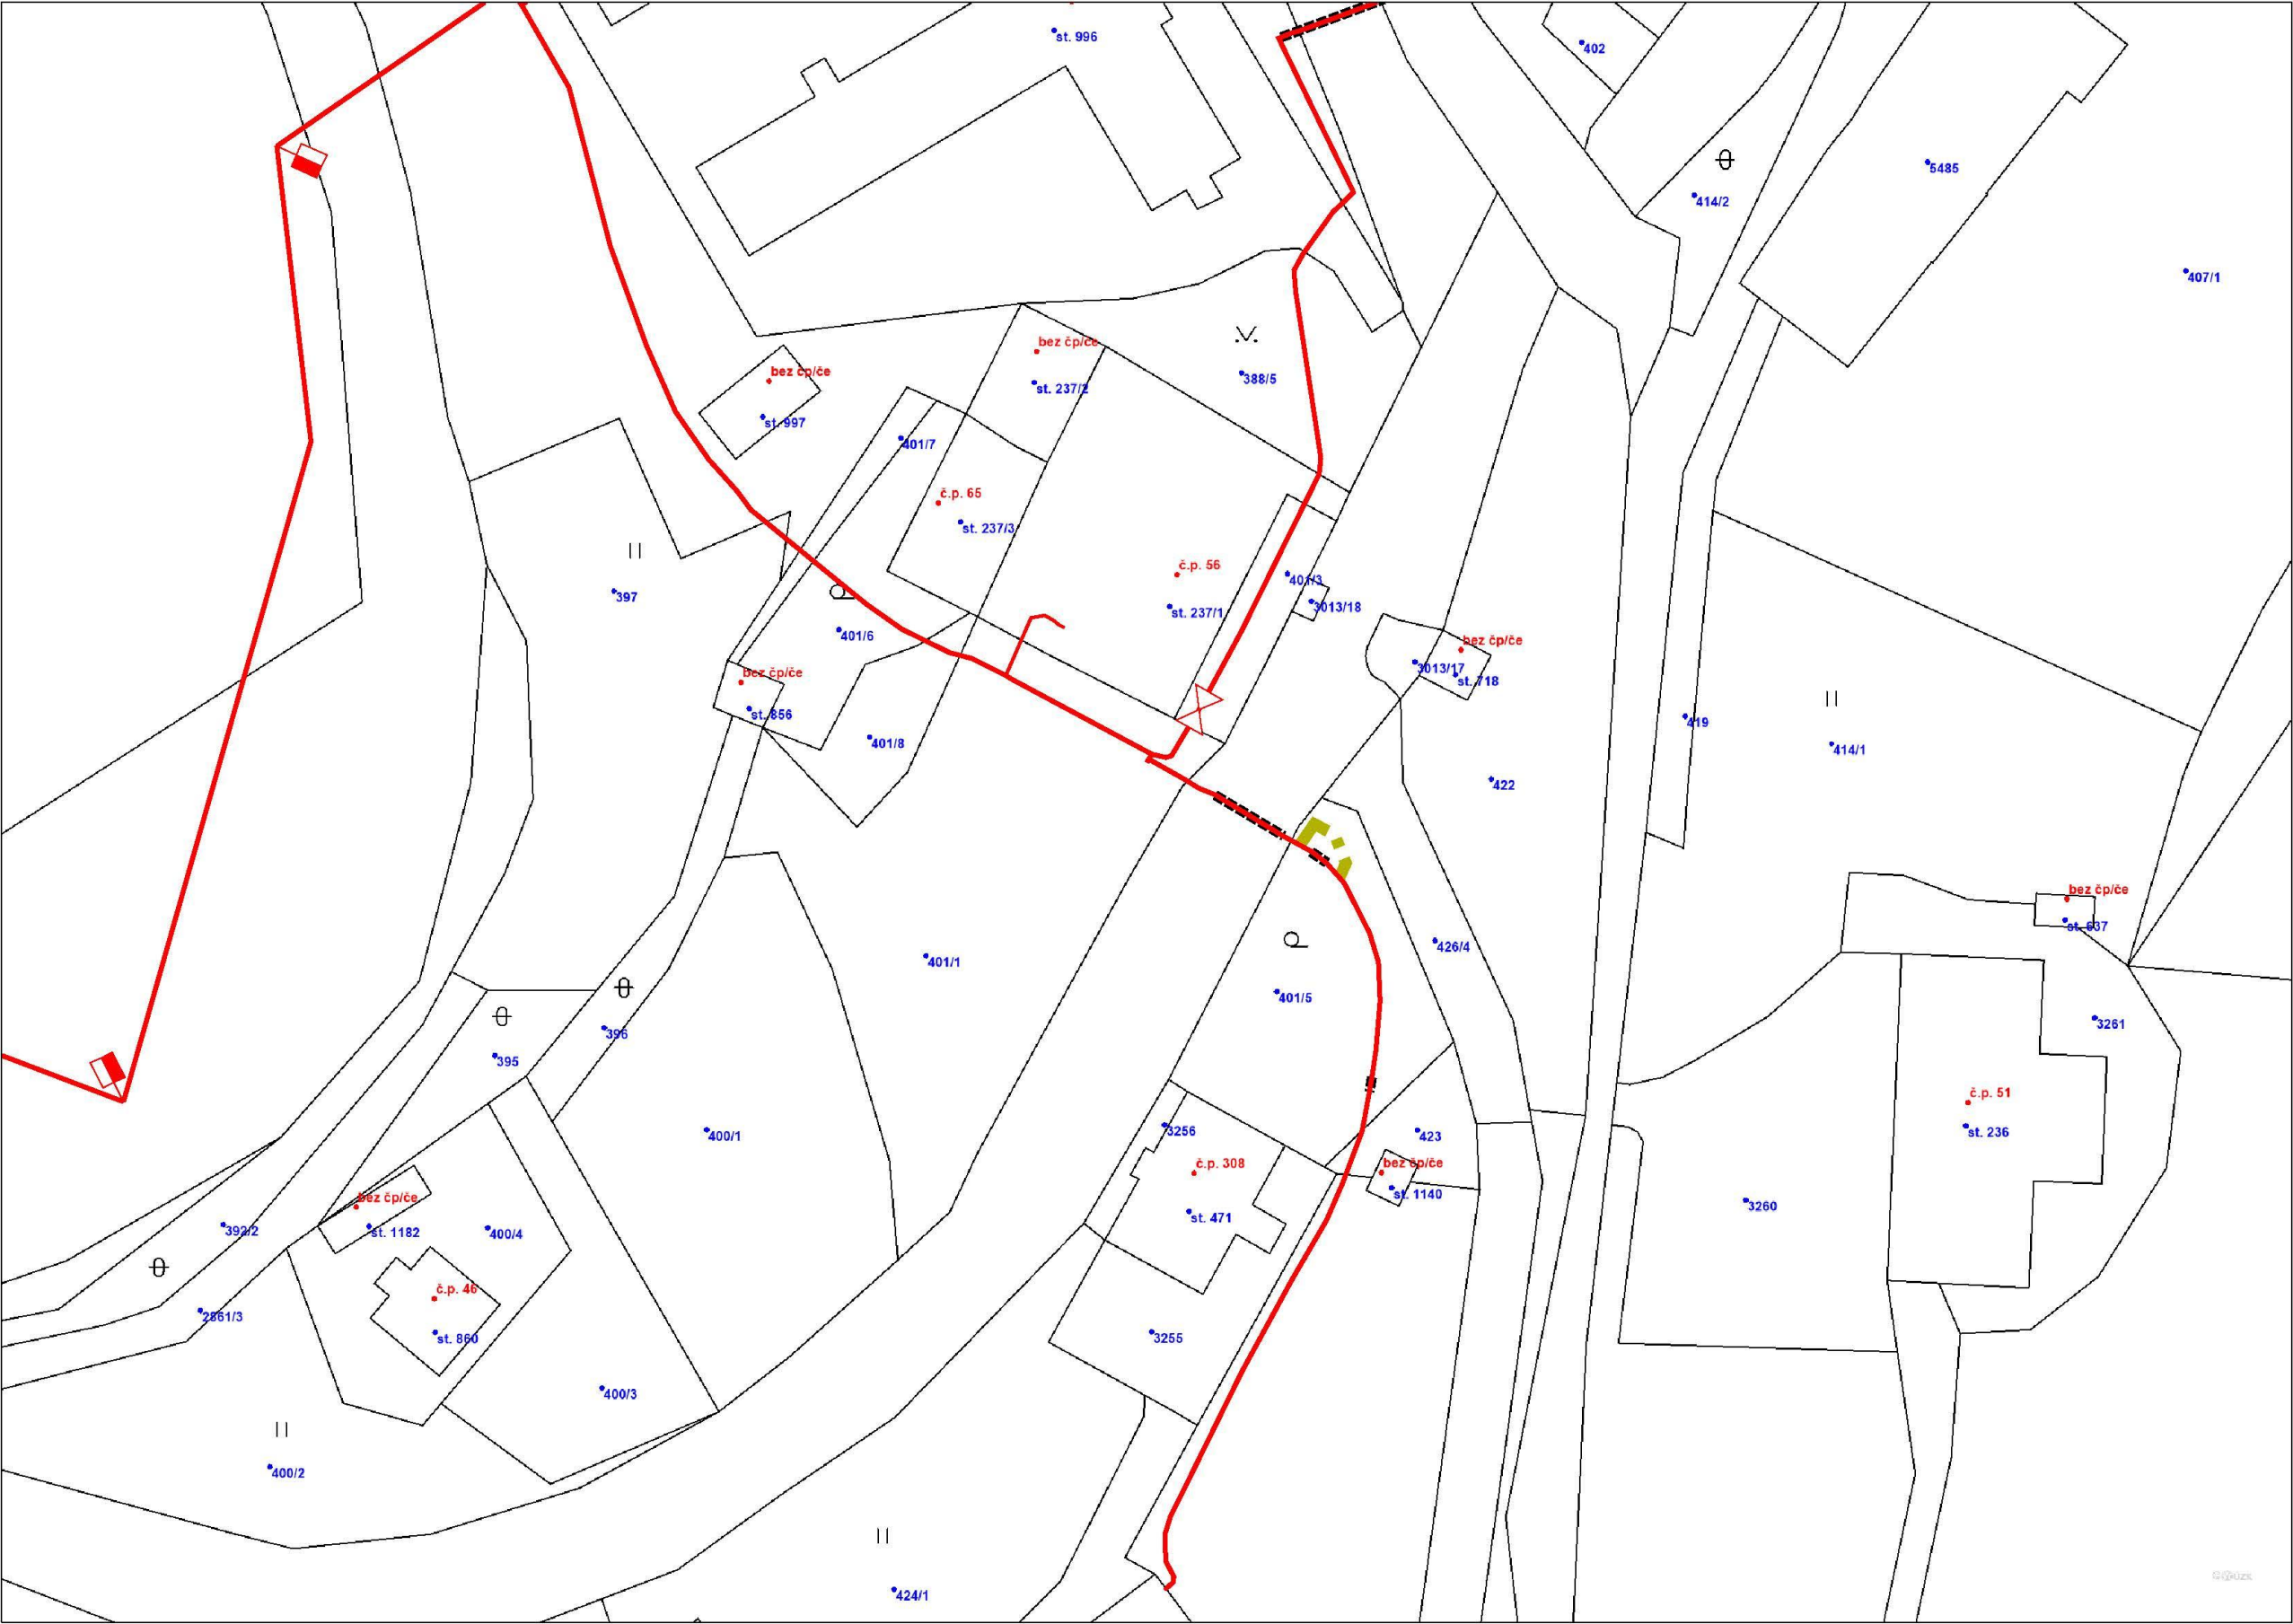 st. 996
402
5485
414/2
407/1
bez čp/če
388/5
bez čp/če
st. 237/2
st. 997
401/7
č.p. 65
st. 237/3
č.p. 56
401/3
397
st. 237/1
3013/18
401/6
bez čp/če
3013/17
bez čp/če
st. 718
st. 856
419
401/8
414/1
422
bez čp/če
st. 637
426/4
401/1
401/5
3261
396
395
č.p. 51
3256
400/1
423
st. 236
č.p. 308
bez čp/če
st. 1140
bez čp/če
3260
st. 471
392/2
st. 1182
400/4
č.p. 46
2861/3
st. 860
3255
400/3
400/2
424/1